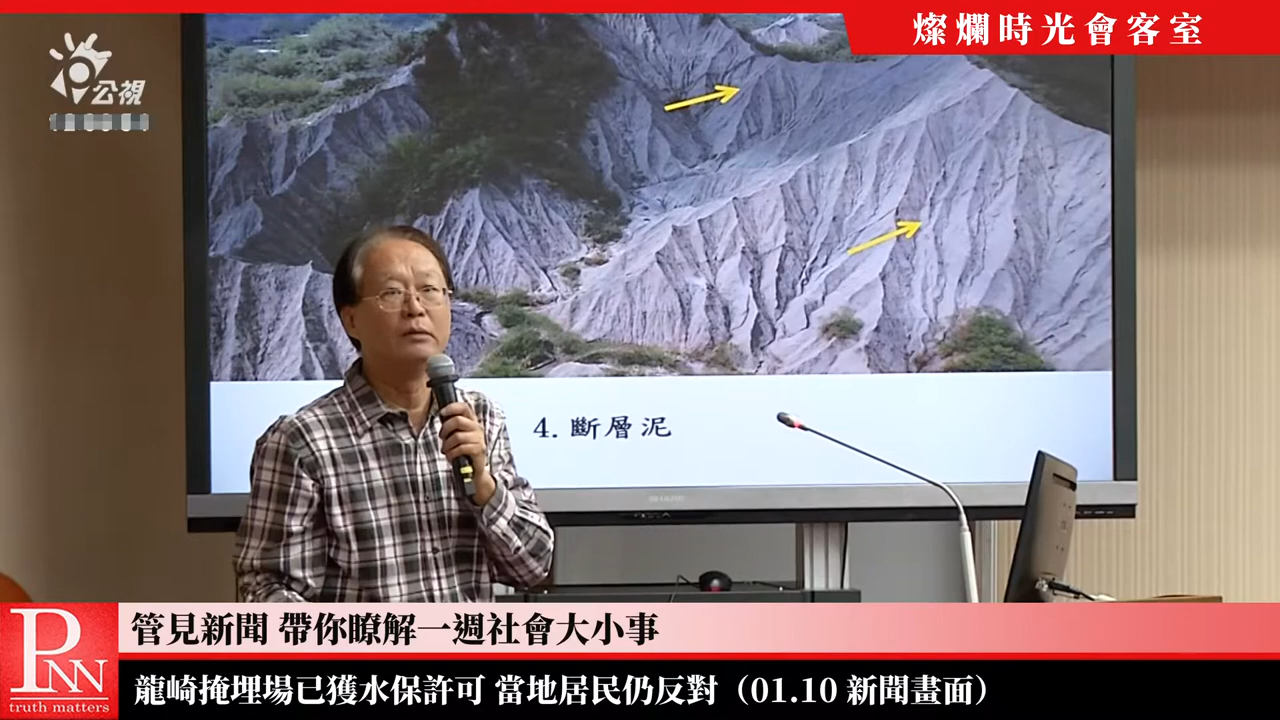 燦爛時光會客室
公視
4. 斷層泥
管見新聞 帶你瞭解一週社會大小事
PNN
truth matters
龍崎掩埋場已獲水保許可 當地居民仍反對（01.10 新聞畫面）